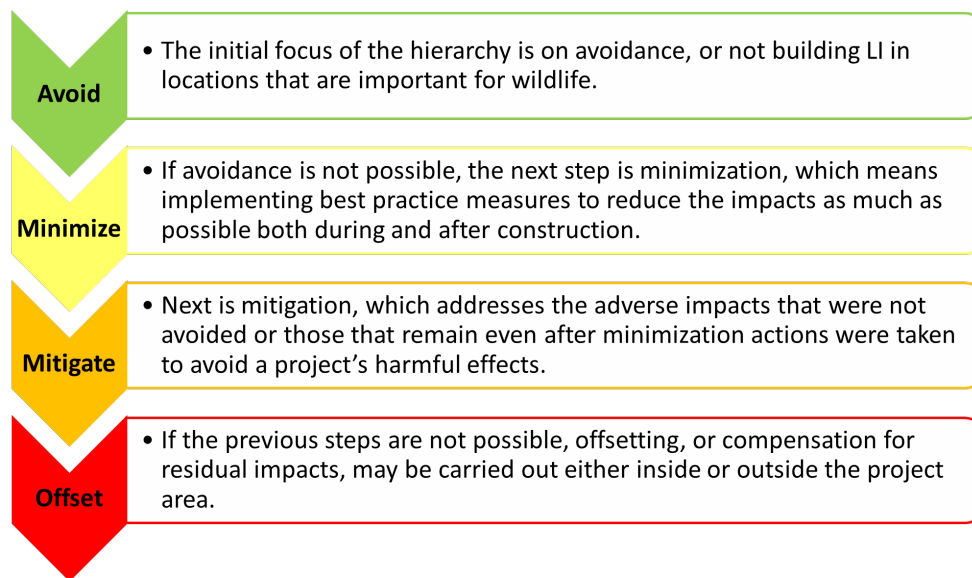 Avoid
• The initial focus of the hierarchy is on avoidance, or not building LI in
locations that are important for wildlife.
Minimize
• If avoidance is not possible, the next step is minimization, which means
implementing best practice measures to reduce the impacts as much as
possible both during and after construction.
Mitigate
• Next is mitigation, which addresses the adverse impacts that were not
avoided or those that remain even after minimization actions were taken
to avoid a project’s harmful effects.
Offset
• If the previous steps are not possible, offsetting, or compensation for
residual impacts, may be carried out either inside or outside the project
area.